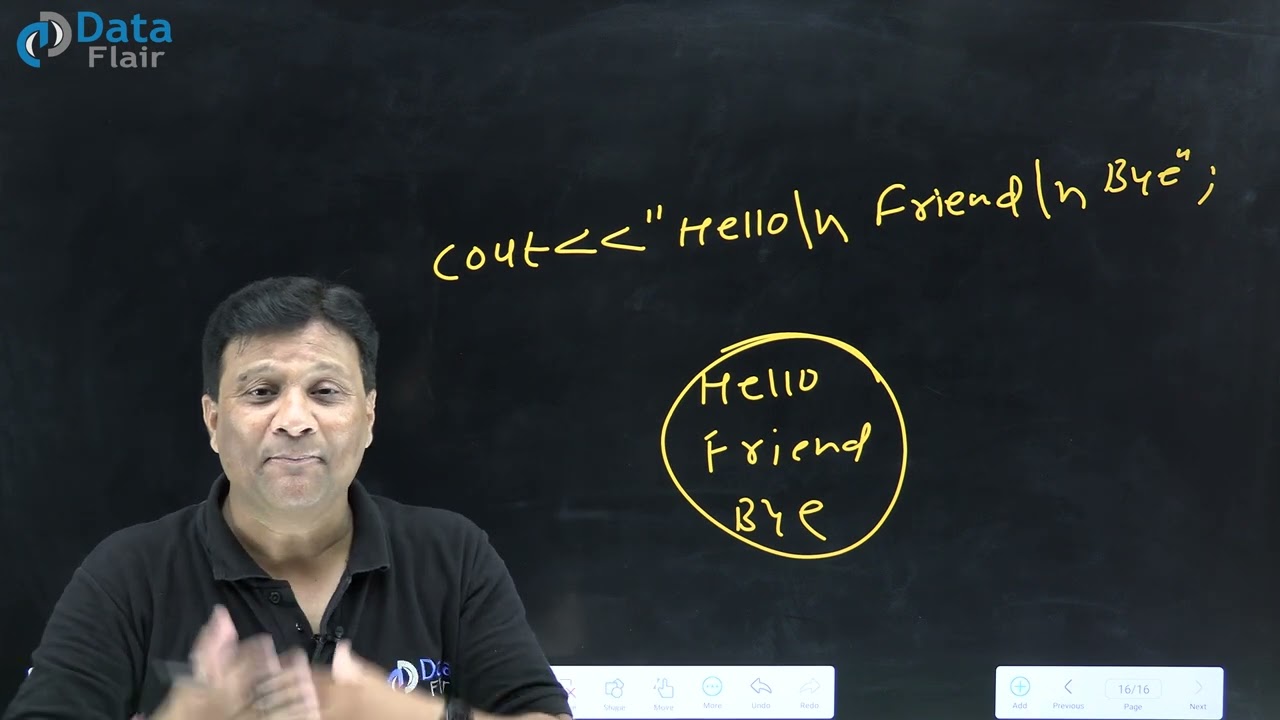 Data
Flair
cout<<"Hello\n Friend\n Bye";
Hello
Friend
Bye
Data
Shape
Move
More
Undo
Redo
Add
Previous
16/16
Page
Next